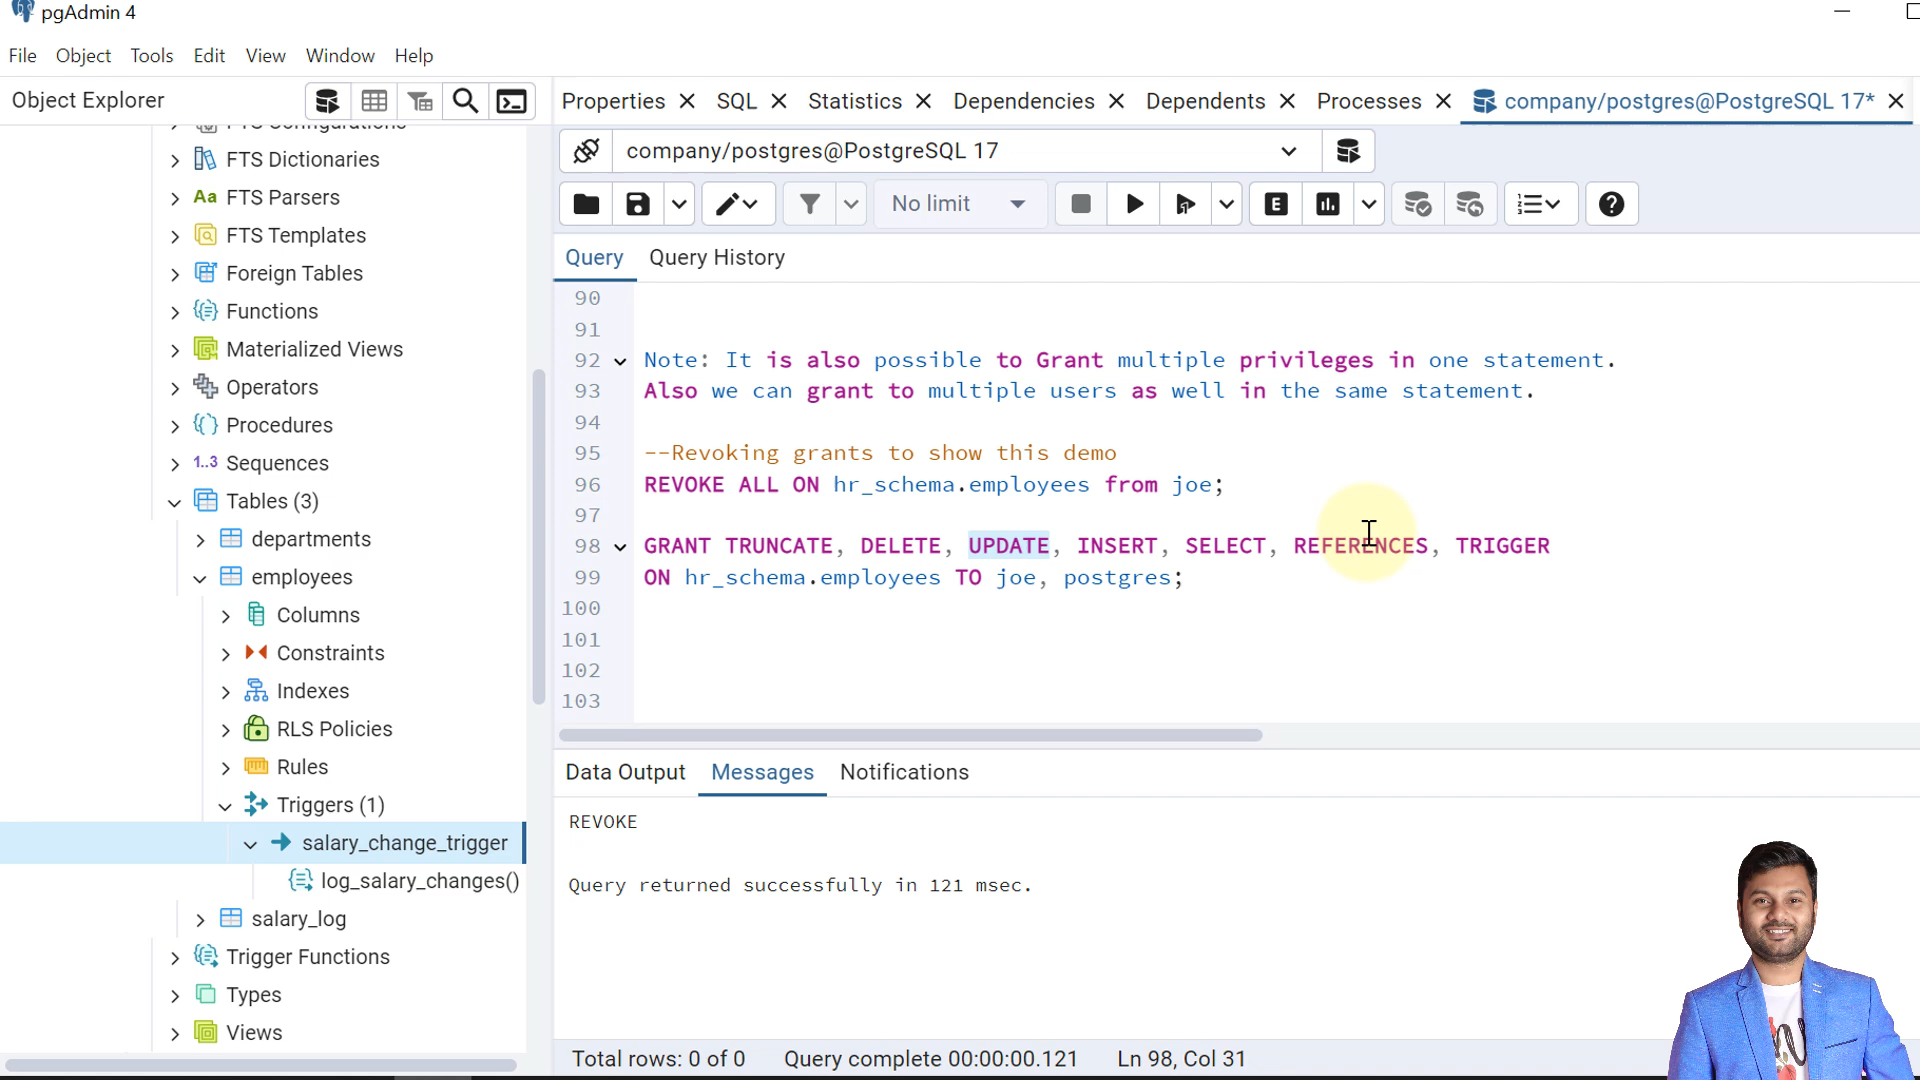 pgAdmin 4
File Object Tools Edit View Window Help
Object Explorer
Properties SQL Statistics Dependencies Dependents Processes company/postgres@PostgreSQL 17*
company/postgres@PostgreSQL 17
No limit
E
Query Query History
FTS Configurations
FTS Dictionaries
Aa FTS Parsers
FTS Templates
Foreign Tables
Functions
Materialized Views
Operators
Procedures
1..3 Sequences
Tables (3)
departments
employees
Columns
Constraints
Indexes
RLS Policies
Rules
Triggers (1)
salary_change_trigger
log_salary_changes()
salary_log
Trigger Functions
Types
Views
90
91
92 Note: It is also possible to Grant multiple privileges in one statement.
93 Also we can grant to multiple users as well in the same statement.
94
95 --Revoking grants to show this demo
96 REVOKE ALL ON hr_schema.employees from joe;
97
98 GRANT TRUNCATE, DELETE, UPDATE, INSERT, SELECT, REFERENCES, TRIGGER
99 ON hr_schema.employees TO joe, postgres;
100
101
102
103
Data Output Messages Notifications
REVOKE
Query returned successfully in 121 msec.
Total rows: 0 of 0 Query complete 00:00:00.121 Ln 98, Col 31